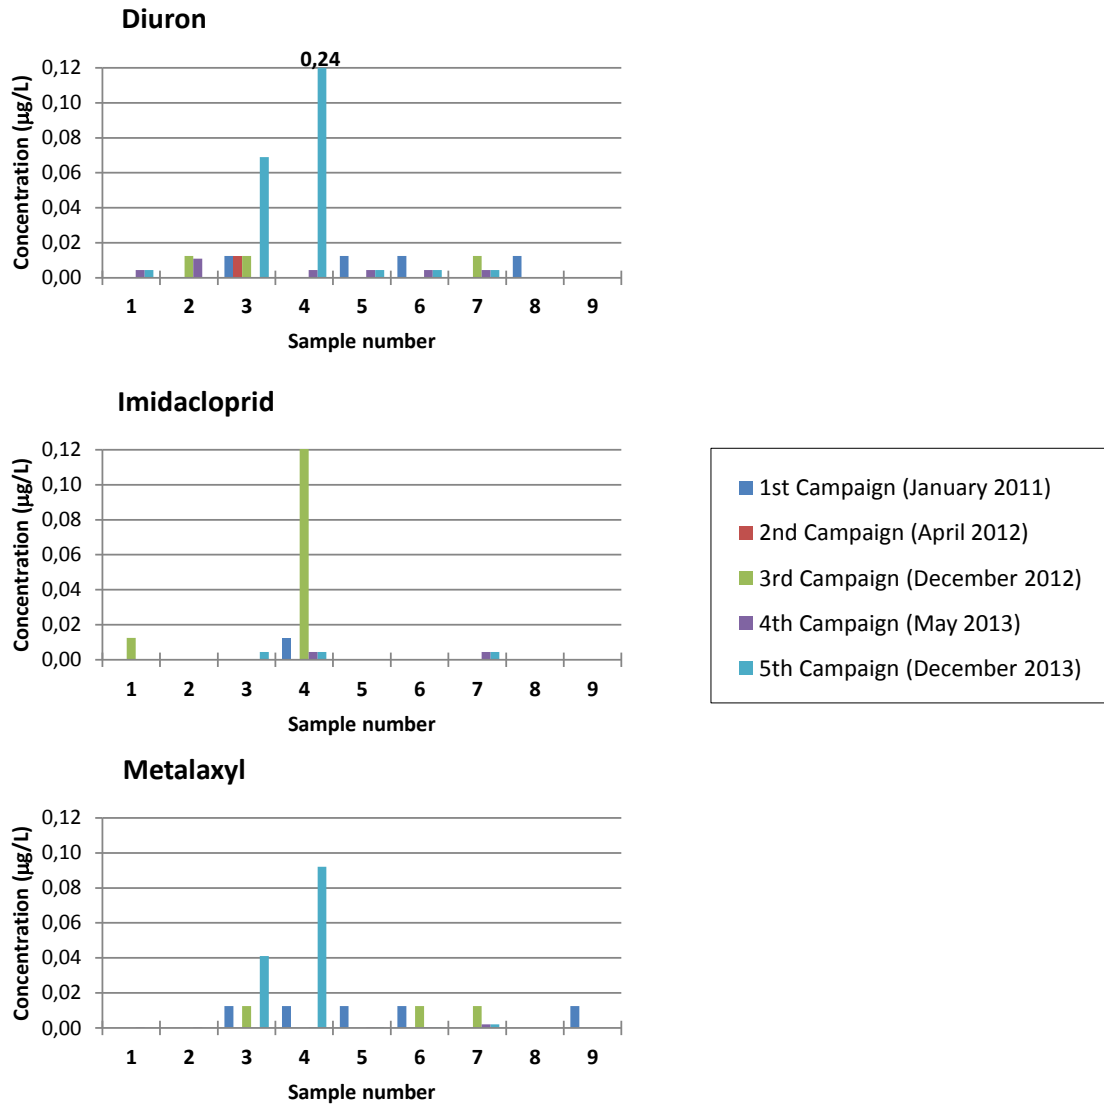 Diuron
0,24
Concentration (µg/L)
0,12
0,10
0,08
0,06
0,04
0,02
0,00
1 2 3 4 5 6 7 8 9
Sample number
Imidacloprid
Concentration (µg/L)
0,12
0,10
0,08
0,06
0,04
0,02
0,00
1 2 3 4 5 6 7 8 9
Sample number
1st Campaign (January 2011)
2nd Campaign (April 2012)
3rd Campaign (December 2012)
4th Campaign (May 2013)
5th Campaign (December 2013)
Metalaxyl
Concentration (µg/L)
0,12
0,10
0,08
0,06
0,04
0,02
0,00
1 2 3 4 5 6 7 8 9
Sample number